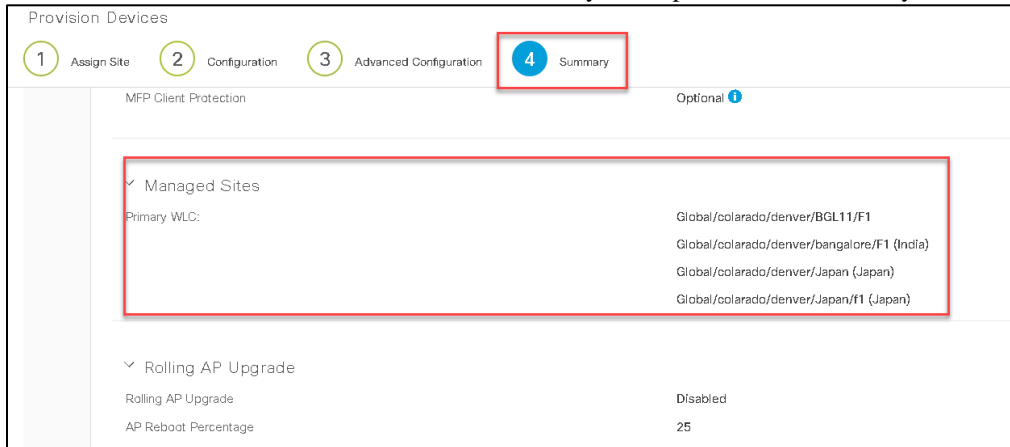 Provision Devices
1 Assign Site 2 Configuration 3 Advanced Configuration 4 Summary
MFP Client Protection Optional i
Managed Sites
Primary WLC: Global/colarado/denver/BGL11/F1
Global/colarado/denver/bangalore/F1 (India)
Global/colarado/denver/Japan (Japan)
Global/colarado/denver/Japan/f1 (Japan)
Rolling AP Upgrade
Rolling AP Upgrade Disabled
AP Reboot Percentage 25